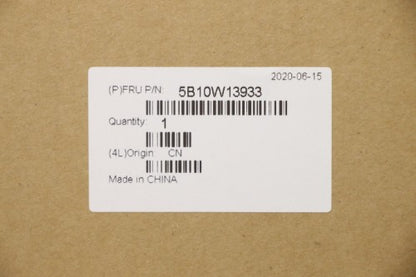 2020-06-15
(P)FRU P/N: 5B10W13933
Quantity: 1
(4L)Origin: CN
Made in CHINA